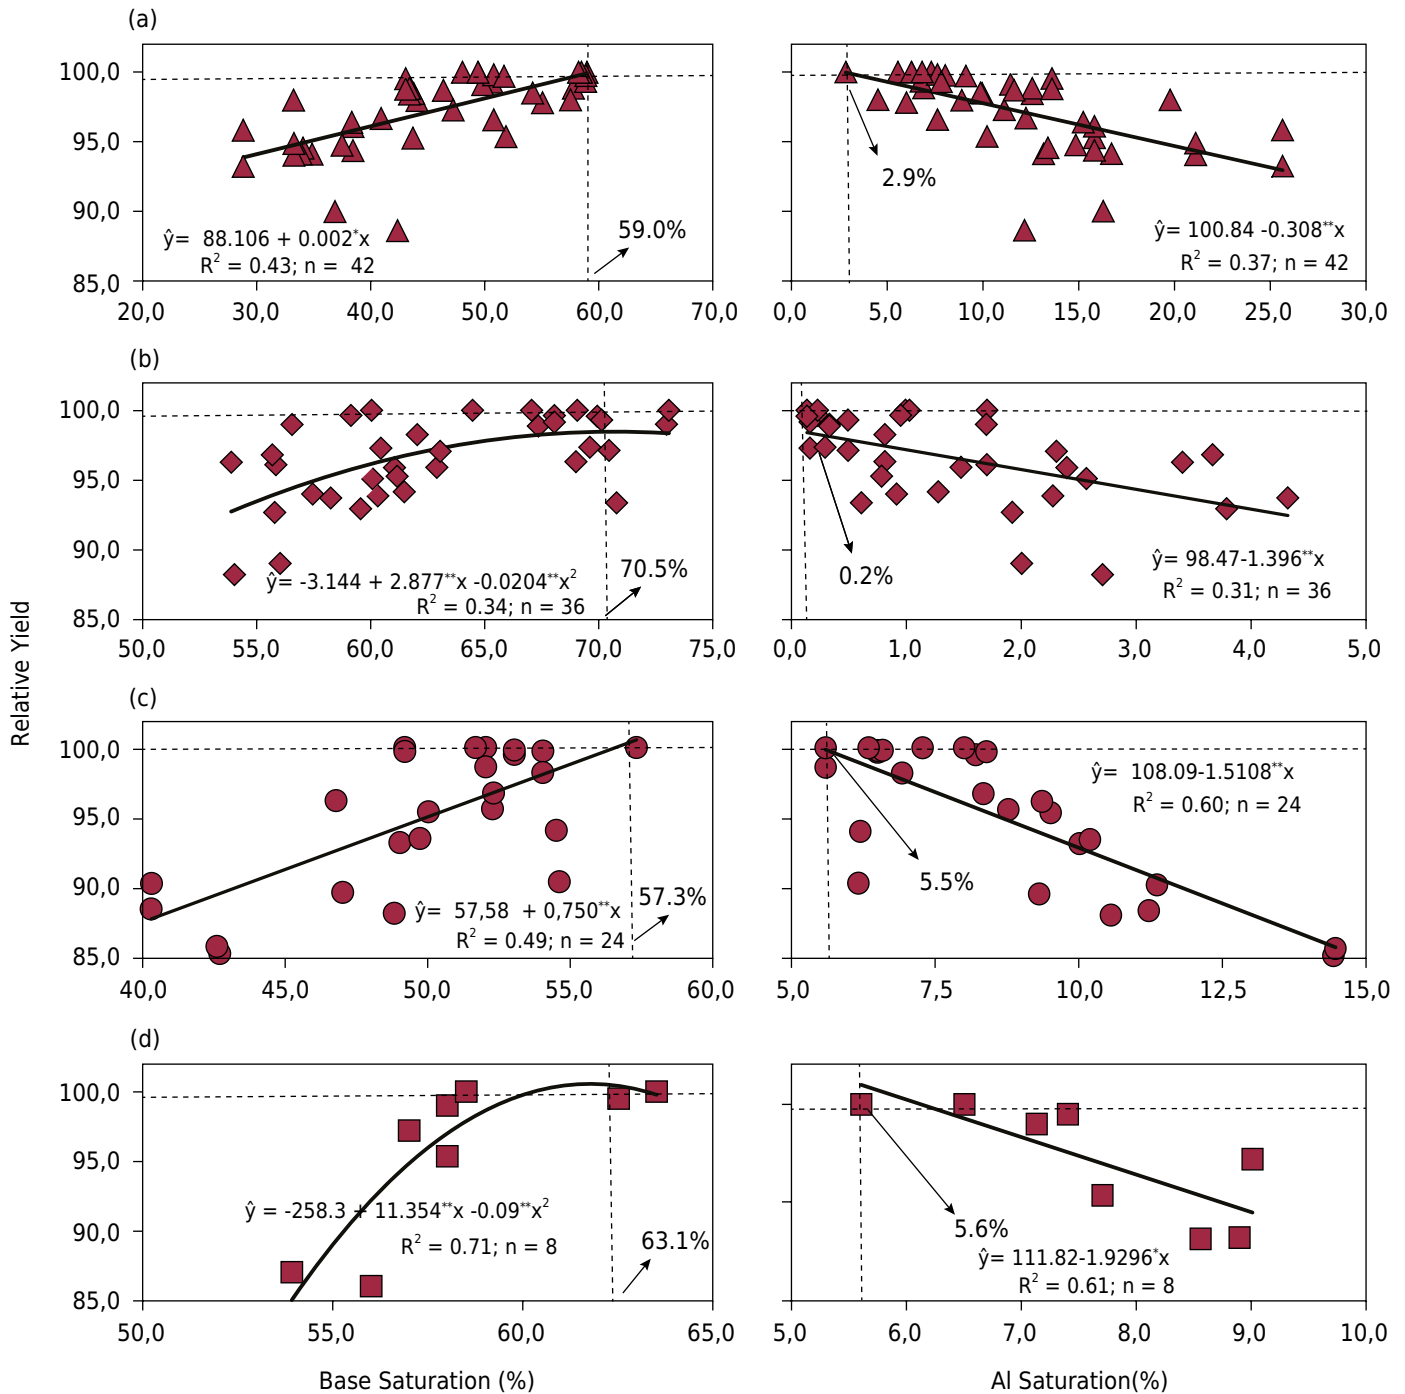 (a)
100,0
95,0
90,0
85,0
20,0 30,0 40,0 50,0 60,0 70,0
ŷ= 88.106 + 0.002*x
R² = 0.43; n = 42
59.0%
0,0 5,0 10,0 15,0 20,0 25,0 30,0
2.9%
ŷ= 100.84 -0.308**x
R² = 0.37; n = 42
(b)
100,0
95,0
90,0
85,0
50,0 55,0 60,0 65,0 70,0 75,0
ŷ= -3.144 + 2.877**x -0.0204**x²
R² = 0.34; n = 36
70.5%
0,0 1,0 2,0 3,0 4,0 5,0
0.2%
ŷ= 98.47-1.396**x
R² = 0.31; n = 36
Relative Yield
(c)
100,0
95,0
90,0
85,0
40,0 45,0 50,0 55,0 60,0
ŷ= 57,58 + 0,750**x
R² = 0.49; n = 24
57.3%
5,0 7,5 10,0 12,5 15,0
5.5%
ŷ= 108.09-1.5108**x
R² = 0.60; n = 24
(d)
100,0
95,0
90,0
85,0
50,0 55,0 60,0 65,0
ŷ= -258.3 + 11.354**x -0.09**x²
R² = 0.71; n = 8
63.1%
5,0 6,0 7,0 8,0 9,0 10,0
5.6%
ŷ= 111.82-1.9296*x
R² = 0.61; n = 8
Base Saturation (%)
Al Saturation(%)